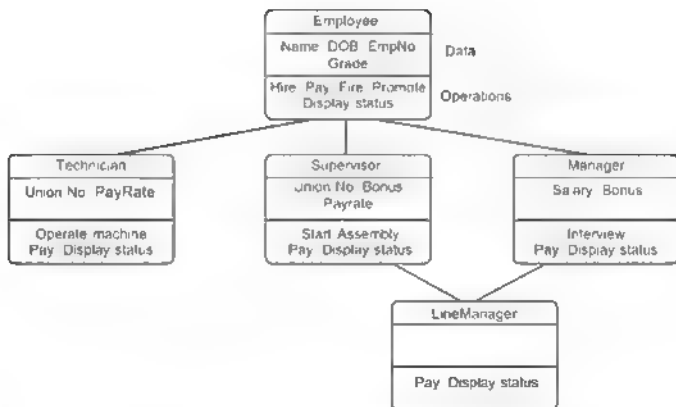 Employee
Name DOB EmpNo
Grade
Data
Hire Pay Fire Promote
Display status
Operations
Technician
Union No PayRate
Operate machine
Pay Display status
Supervisor
Union No Bonus
Payrate
Start Assembly
Pay Display status
Manager
Salary Bonus
Interview
Pay Display status
LineManager
Pay Display status